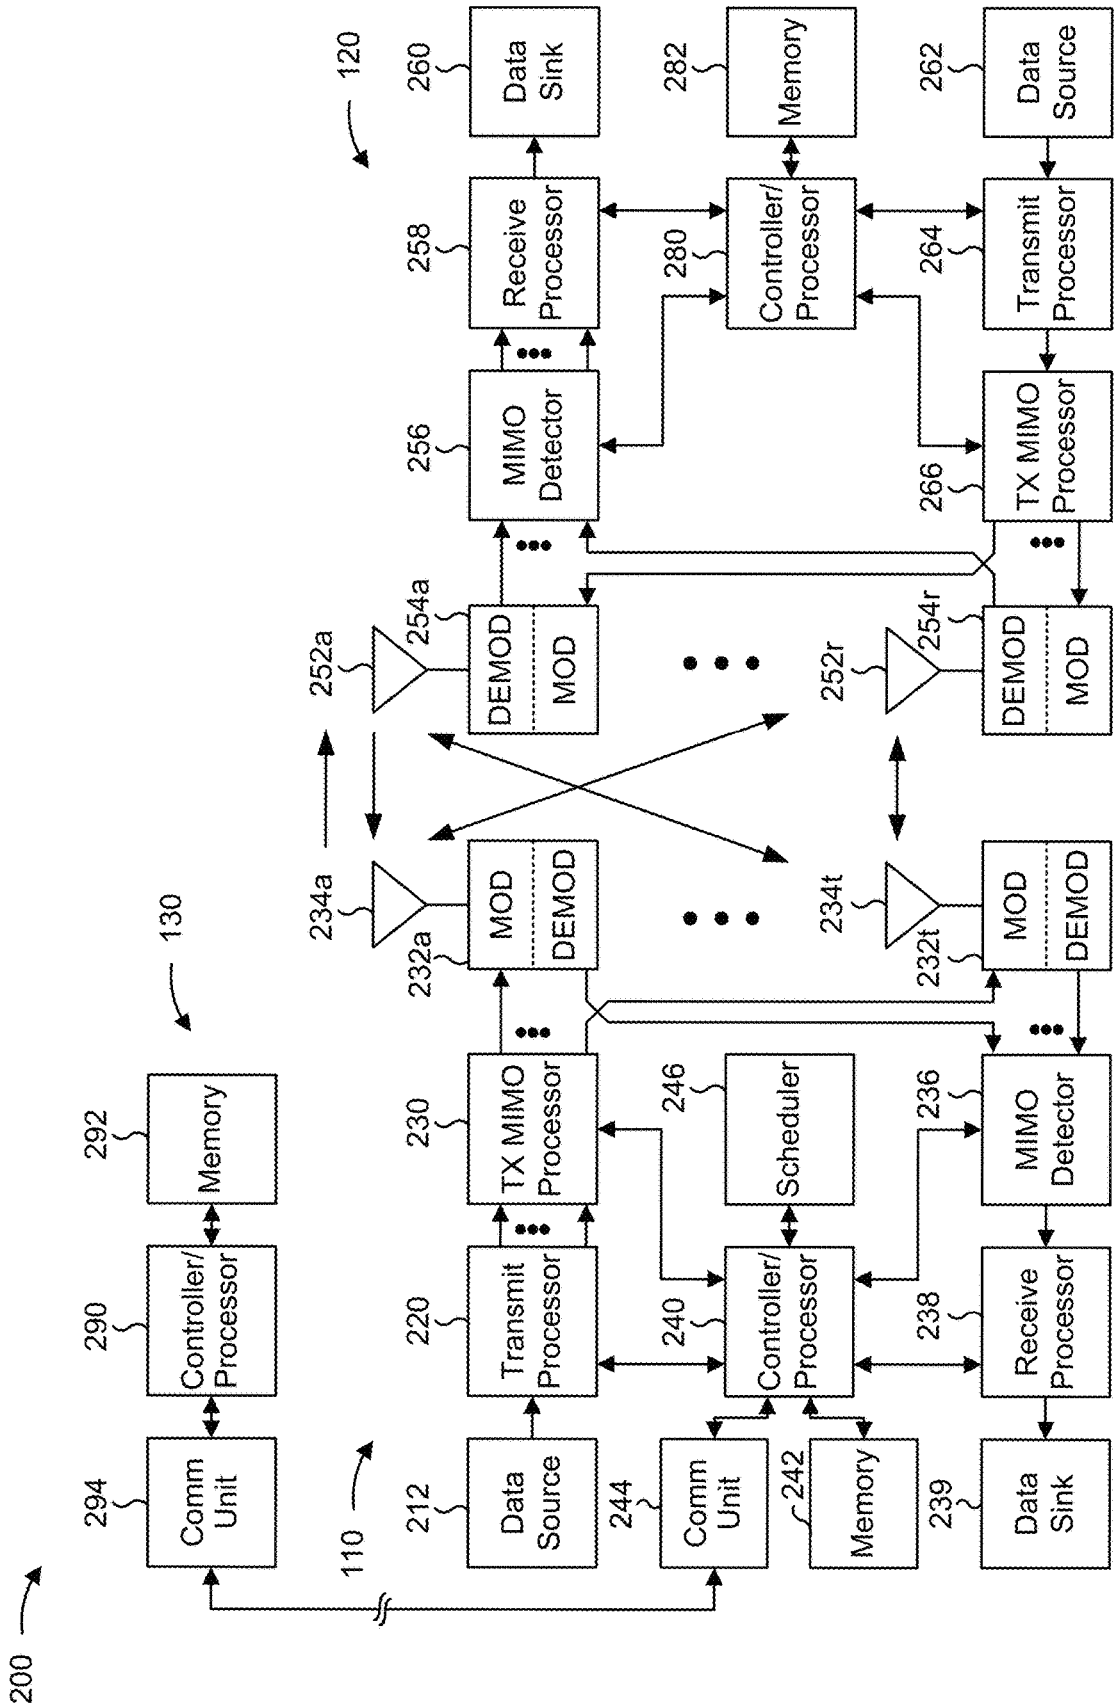 200
130
120
110
294
Comm
Unit
290
Controller/
Processor
292
Memory
212
Data
Source
220
Transmit
Processor
230
TX MIMO
Processor
232a
MOD
DEMOD
234a
252a
254a
DEMOD
MOD
256
MIMO
Detector
258
Receive
Processor
260
Data
Sink
244
Comm
Unit
242
Memory
240
Controller/
Processor
246
Scheduler
280
Controller/
Processor
282
Memory
239
Data
Sink
238
Receive
Processor
236
MIMO
Detector
232t
MOD
DEMOD
234t
252r
254r
DEMOD
MOD
266
TX MIMO
Processor
264
Transmit
Processor
262
Data
Source